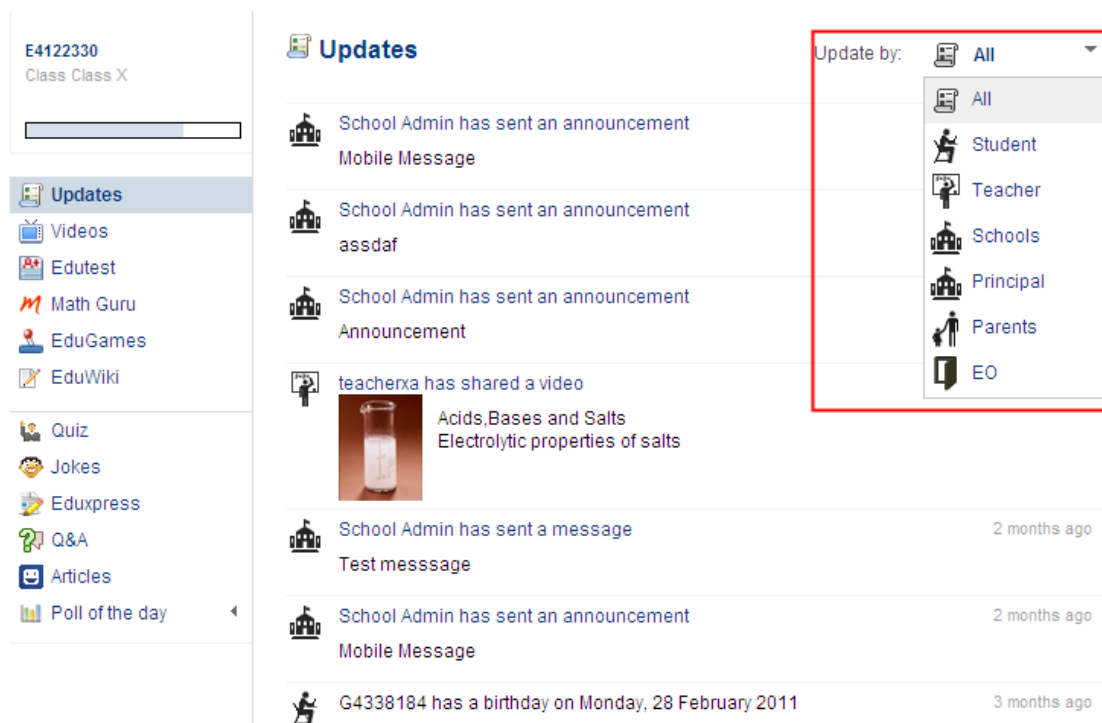 E4122330
Class Class X
Updates
Videos
Edutest
Math Guru
EduGames
EduWiki
Quiz
Jokes
Eduxpress
Q&A
Articles
Poll of the day
Updates
Update by:
All
All
Student
Teacher
Schools
Principal
Parents
EO
School Admin has sent an announcement
Mobile Message
School Admin has sent an announcement
assdaf
School Admin has sent an announcement
Announcement
teacherxa has shared a video
Acids,Bases and Salts
Electrolytic properties of salts
School Admin has sent a message
2 months ago
Test messsage
School Admin has sent an announcement
2 months ago
Mobile Message
G4338184 has a birthday on Monday, 28 February 2011
3 months ago